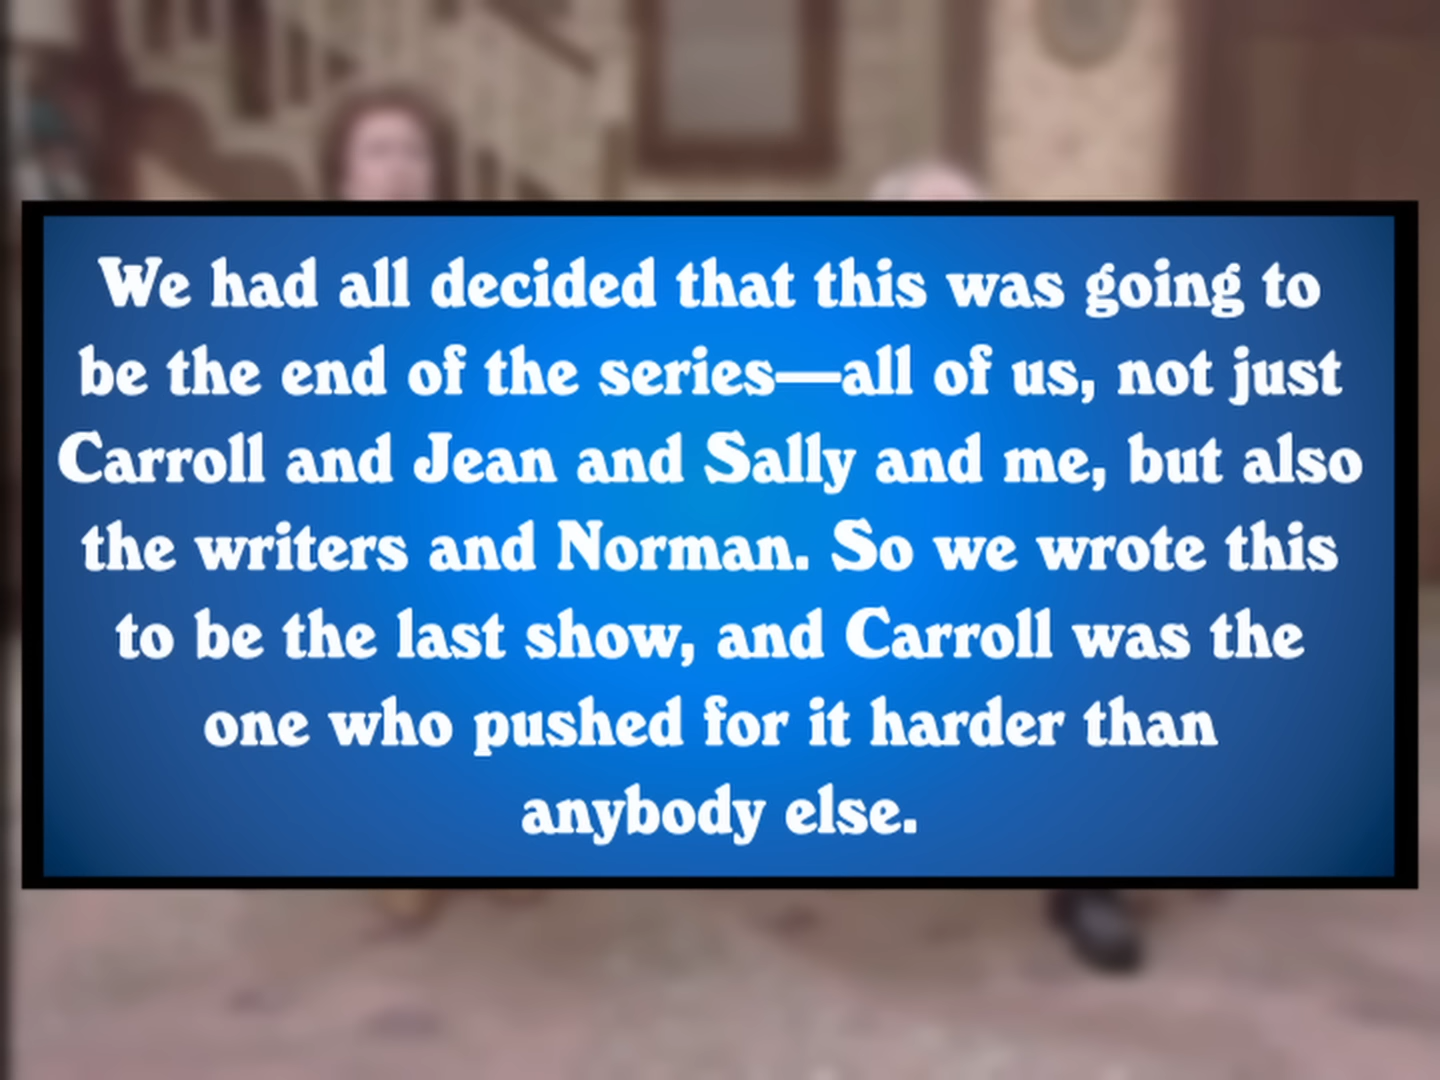 We had all decided that this was going to
be the end of the series—all of us, not just
Carroll and Jean and Sally and me, but also
the writers and Norman. So we wrote this
to be the last show, and Carroll was the
one who pushed for it harder than
anybody else.